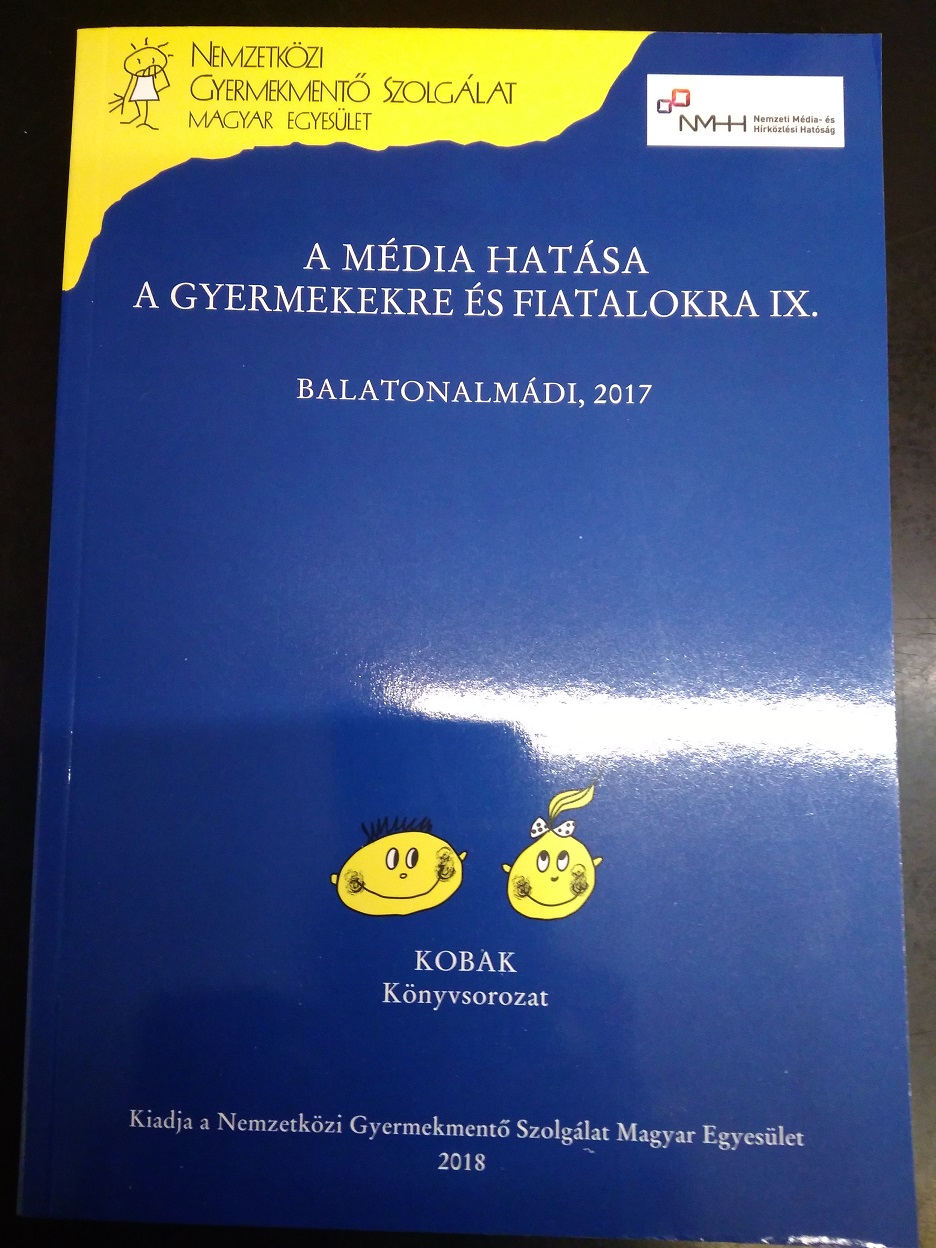 NEMZETKÖZI
GYERMEKMENTŐ SZOLGÁLAT
MAGYAR EGYESÜLET
NMHH
Nemzeti Média- és
Hírközlési Hatóság
A MÉDIA HATÁSA
A GYERMEKEKRE ÉS FIATALOKRA IX.
BALATONALMÁDI, 2017
KOBAK
Könyvsorozat
Kiadja a Nemzetközi Gyermekmentő Szolgálat Magyar Egyesület
2018